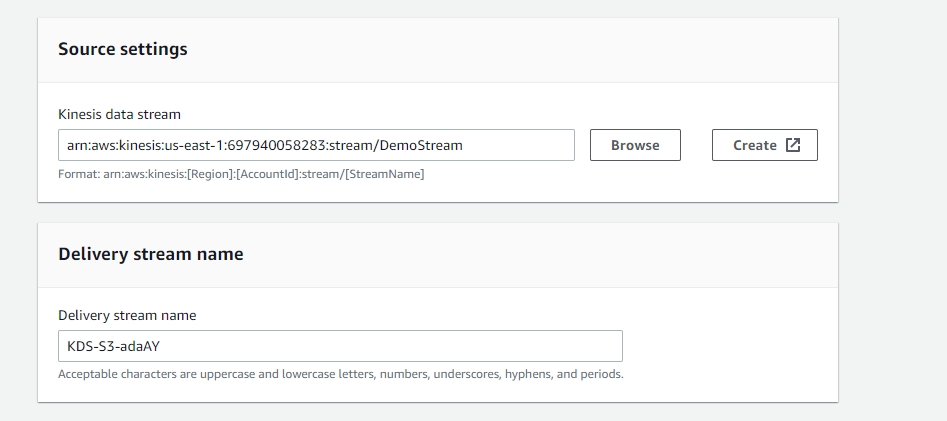 Source settings
Kinesis data stream
arn:aws:kinesis:us-east-1:697940058283:stream/DemoStream
Browse
Create
Format: arn:aws:kinesis:[Region]:[AccountId]:stream/[StreamName]
Delivery stream name
Delivery stream name
KDS-S3-adaAY
Acceptable characters are uppercase and lowercase letters, numbers, underscores, hyphens, and periods.